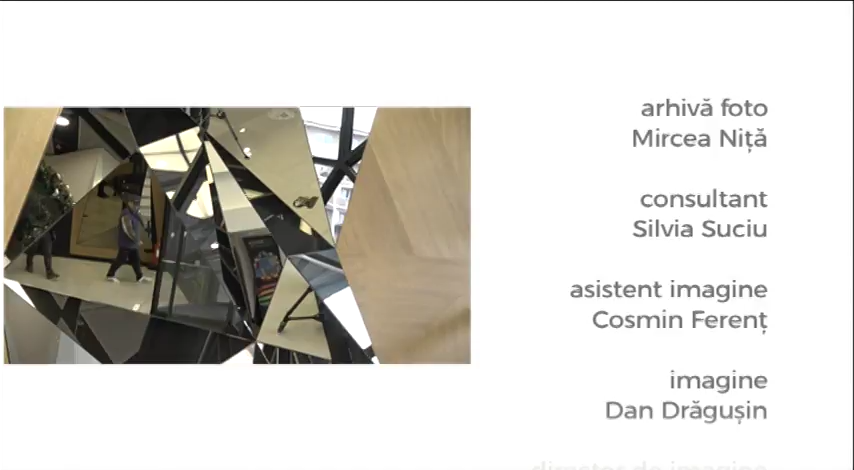 arhivă foto
Mircea Niță
consultant
Silvia Suciu
asistent imagine
Cosmin Ferenț
imagine
Dan Drăgușin
director de imagine